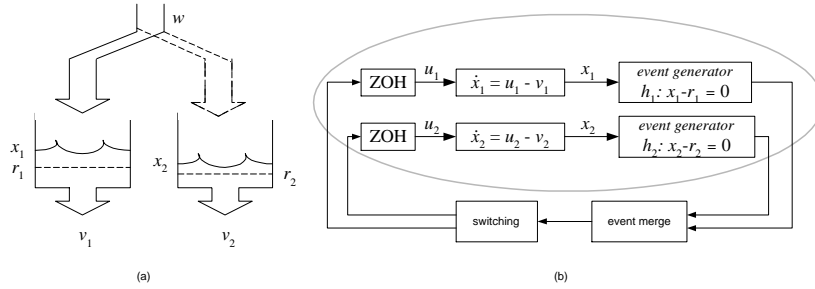 w
x1
r1
x2
r2
v1
v2
(a)
ZOH
u1
ẋ1 = u1 - v1
x1
event generator
h1: x1-r1 = 0
ZOH
u2
ẋ2 = u2 - v2
x2
event generator
h2: x2-r2 = 0
switching
event merge
(b)